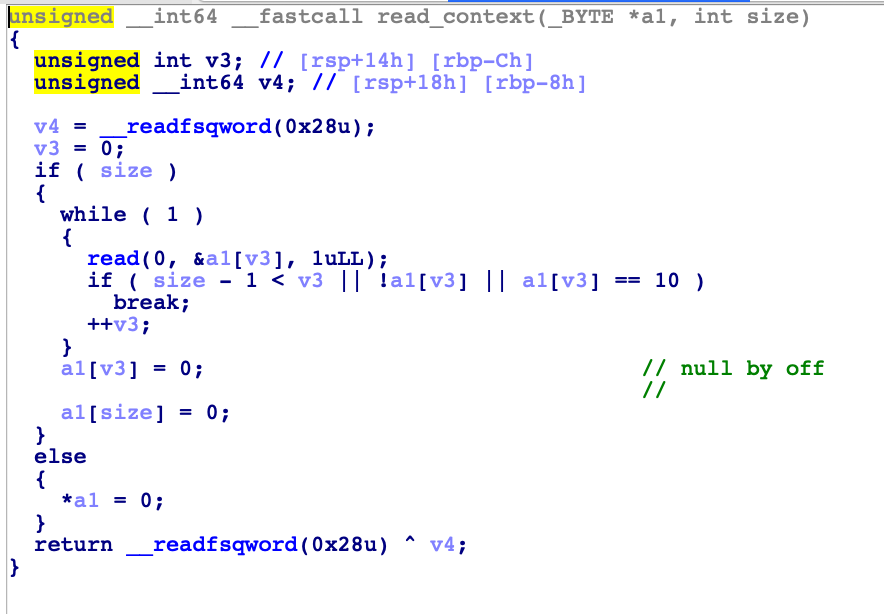 unsigned __int64 __fastcall read_context(_BYTE *a1, int size)
{
  unsigned int v3; // [rsp+14h] [rbp-Ch]
  unsigned __int64 v4; // [rsp+18h] [rbp-8h]

  v4 = __readfsqword(0x28u);
  v3 = 0;
  if ( size )
  {
    while ( 1 )
    {
      read(0, &a1[v3], 1uLL);
      if ( size - 1 < v3 || !a1[v3] || a1[v3] == 10 )
        break;
      ++v3;
    }
    a1[v3] = 0;                                 // null by off
                                                //
    a1[size] = 0;
  }
  else
  {
    *a1 = 0;
  }
  return __readfsqword(0x28u) ^ v4;
}